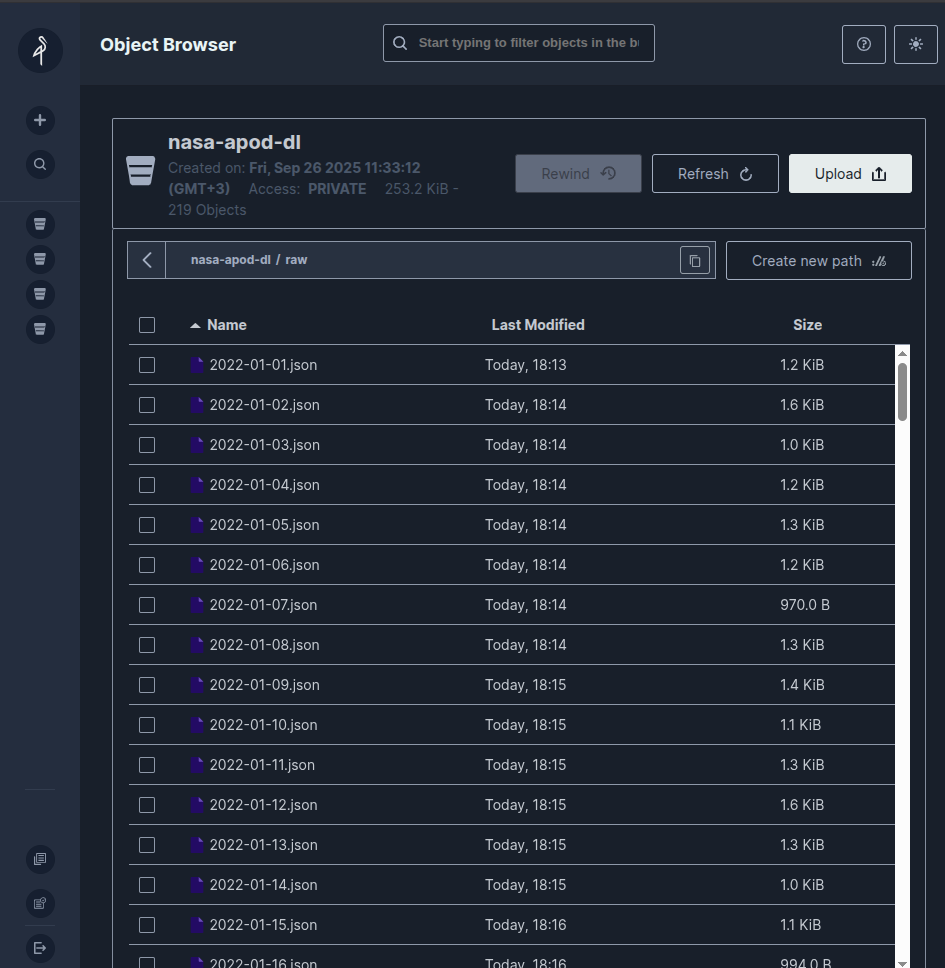 Object Browser
Start typing to filter objects in the b
nasa-apod-dl
Created on: Fri, Sep 26 2025 11:33:12
(GMT+3) Access: PRIVATE 253.2 KiB -
219 Objects
Rewind
Refresh
Upload
nasa-apod-dl / raw
Create new path
Name Last Modified Size
2022-01-01.json Today, 18:13 1.2 KiB
2022-01-02.json Today, 18:14 1.6 KiB
2022-01-03.json Today, 18:14 1.0 KiB
2022-01-04.json Today, 18:14 1.2 KiB
2022-01-05.json Today, 18:14 1.3 KiB
2022-01-06.json Today, 18:14 1.2 KiB
2022-01-07.json Today, 18:14 970.0 B
2022-01-08.json Today, 18:14 1.3 KiB
2022-01-09.json Today, 18:15 1.4 KiB
2022-01-10.json Today, 18:15 1.1 KiB
2022-01-11.json Today, 18:15 1.3 KiB
2022-01-12.json Today, 18:15 1.6 KiB
2022-01-13.json Today, 18:15 1.3 KiB
2022-01-14.json Today, 18:15 1.0 KiB
2022-01-15.json Today, 18:16 1.1 KiB
2022-01-16.json Today, 18:16 994.0 B